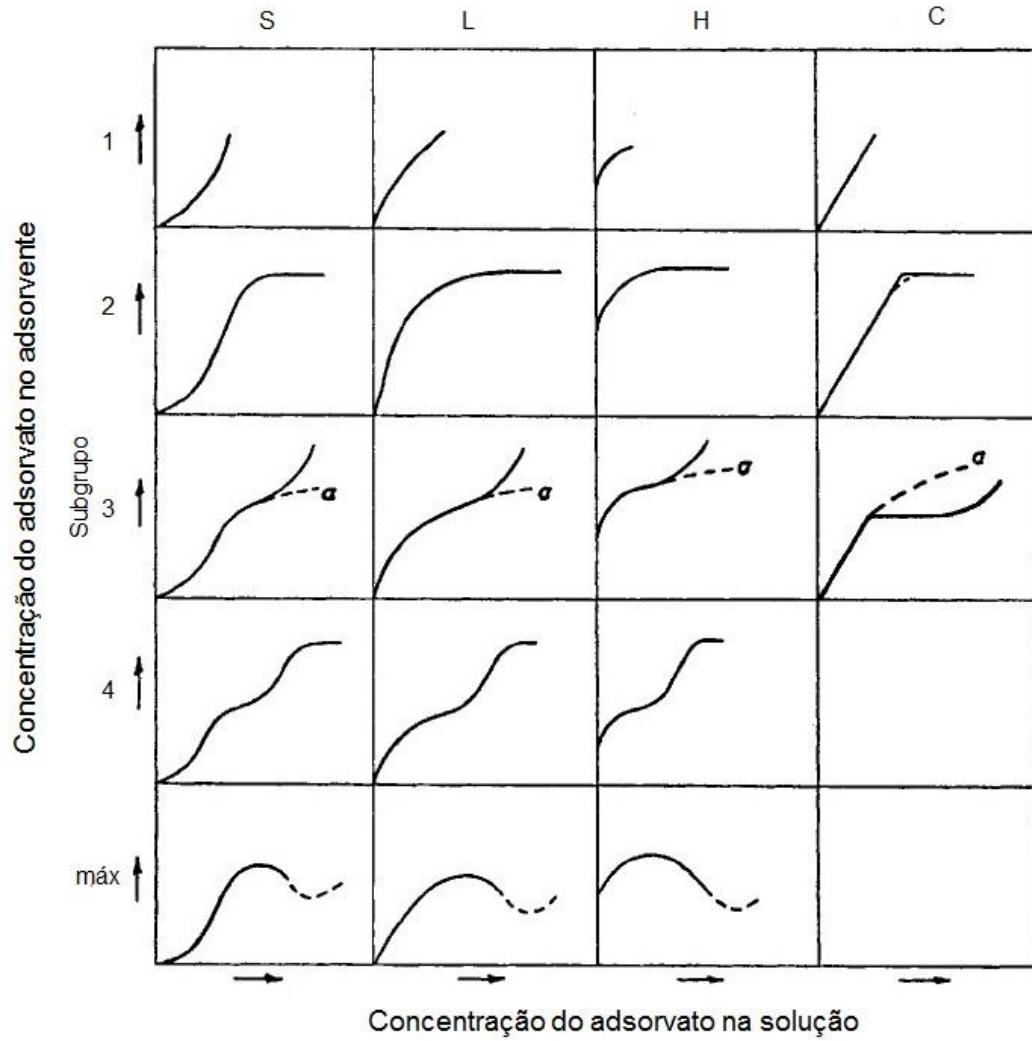 S L H C
1
2
3
4
máx
Subgrupo
Concentração do adsorvato no adsorvente
a
a
σ
a
Concentração do adsorvato na solução